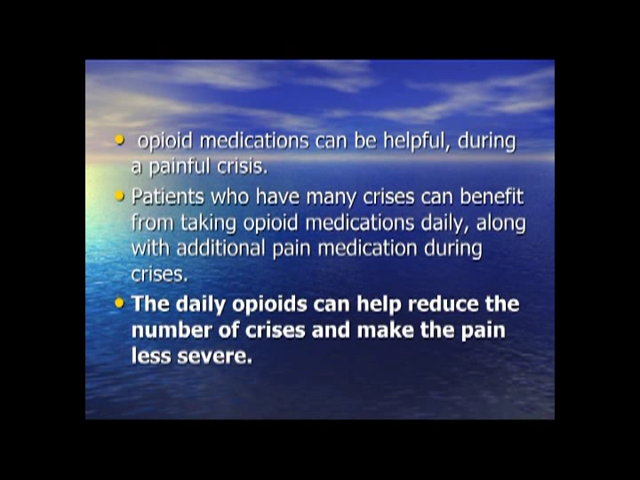 • opioid medications can be helpful, during
a painful crisis.
• Patients who have many crises can benefit
from taking opioid medications daily, along
with additional pain medication during
crises.
• The daily opioids can help reduce the
number of crises and make the pain
less severe.